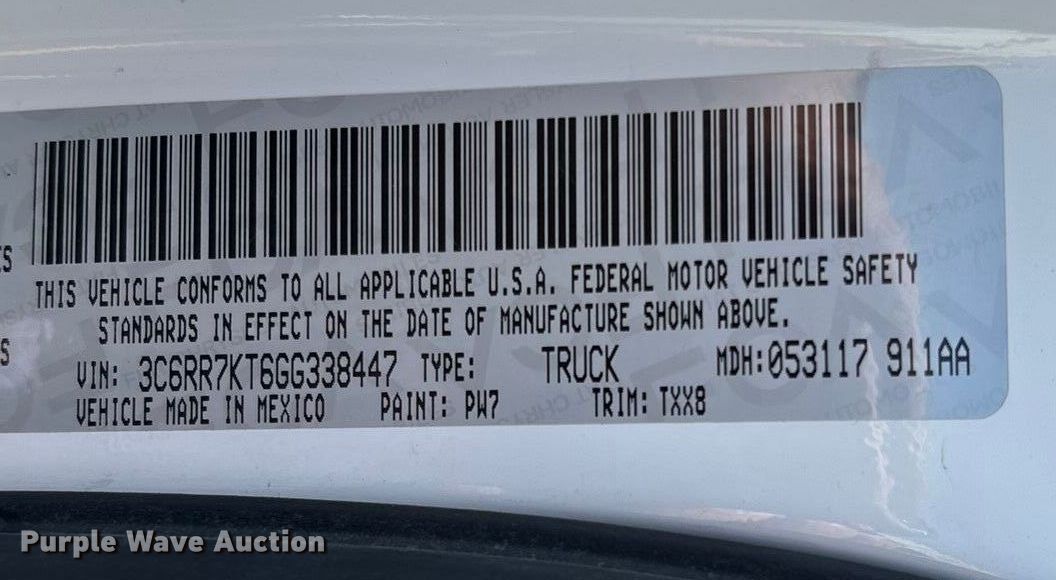 THIS VEHICLE CONFORMS TO ALL APPLICABLE U.S.A. FEDERAL MOTOR VEHICLE SAFETY
STANDARDS IN EFFECT ON THE DATE OF MANUFACTURE SHOWN ABOVE.
VIN: 3C6RR7KT6GG338447 TYPE: TRUCK MDH:053117 911AA
VEHICLE MADE IN MEXICO PAINT: PW7 TRIM: TXX8
Purple Wave Auction